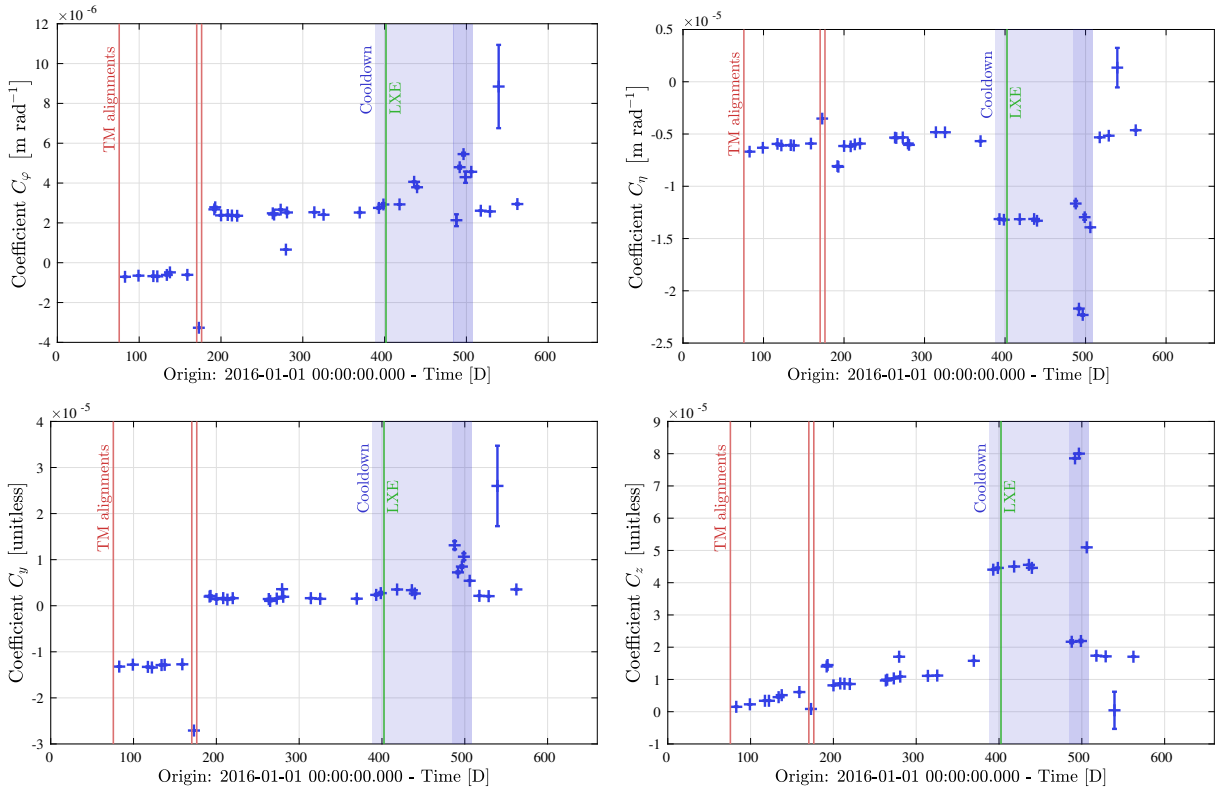 ×10⁻⁶
12
10
8
6
4
2
0
-2
-4
Coefficient C_φ [m rad⁻¹]
TM alignments
Cooldown
LXE
0 100 200 300 400 500 600
Origin: 2016-01-01 00:00:00.000 - Time [D]
×10⁻⁵
0.5
0
-0.5
-1
-1.5
-2
-2.5
Coefficient C_η [m rad⁻¹]
TM alignments
Cooldown
LXE
0 100 200 300 400 500 600
Origin: 2016-01-01 00:00:00.000 - Time [D]
×10⁻⁵
4
3
2
1
0
-1
-2
-3
Coefficient C_y [unitless]
TM alignments
Cooldown
LXE
0 100 200 300 400 500 600
Origin: 2016-01-01 00:00:00.000 - Time [D]
×10⁻⁵
9
8
7
6
5
4
3
2
1
0
-1
Coefficient C_z [unitless]
TM alignments
Cooldown
LXE
0 100 200 300 400 500 600
Origin: 2016-01-01 00:00:00.000 - Time [D]